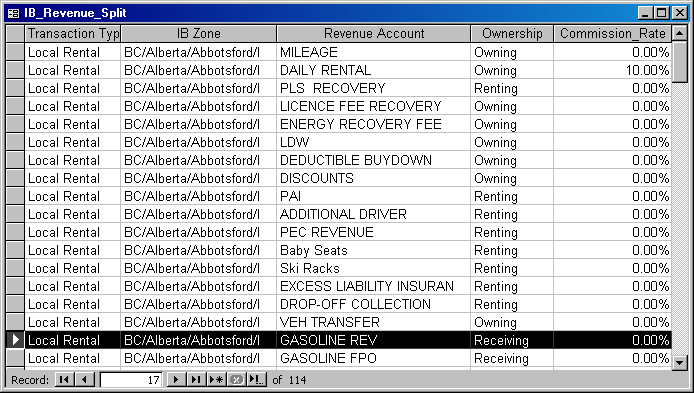 IB_Revenue_Split
Transaction Typ IB Zone Revenue Account Ownership Commission_Rate
Local Rental BC/Alberta/Abbotsford/I MILEAGE Owning 0.00%
Local Rental BC/Alberta/Abbotsford/I DAILY RENTAL Owning 10.00%
Local Rental BC/Alberta/Abbotsford/I PLS RECOVERY Renting 0.00%
Local Rental BC/Alberta/Abbotsford/I LICENCE FEE RECOVERY Owning 0.00%
Local Rental BC/Alberta/Abbotsford/I ENERGY RECOVERY FEE Owning 0.00%
Local Rental BC/Alberta/Abbotsford/I LDW Owning 0.00%
Local Rental BC/Alberta/Abbotsford/I DEDUCTIBLE BUYDOWN Owning 0.00%
Local Rental BC/Alberta/Abbotsford/I DISCOUNTS Owning 0.00%
Local Rental BC/Alberta/Abbotsford/I PAI Renting 0.00%
Local Rental BC/Alberta/Abbotsford/I ADDITIONAL DRIVER Renting 0.00%
Local Rental BC/Alberta/Abbotsford/I PEC REVENUE Renting 0.00%
Local Rental BC/Alberta/Abbotsford/I Baby Seats Renting 0.00%
Local Rental BC/Alberta/Abbotsford/I Ski Racks Renting 0.00%
Local Rental BC/Alberta/Abbotsford/I EXCESS LIABILITY INSURAN Renting 0.00%
Local Rental BC/Alberta/Abbotsford/I DROP-OFF COLLECTION Renting 0.00%
Local Rental BC/Alberta/Abbotsford/I VEH TRANSFER Owning 0.00%
Local Rental BC/Alberta/Abbotsford/I GASOLINE REV Receiving 0.00%
Local Rental BC/Alberta/Abbotsford/I GASOLINE FPO Receiving 0.00%
Record: 17 of 114